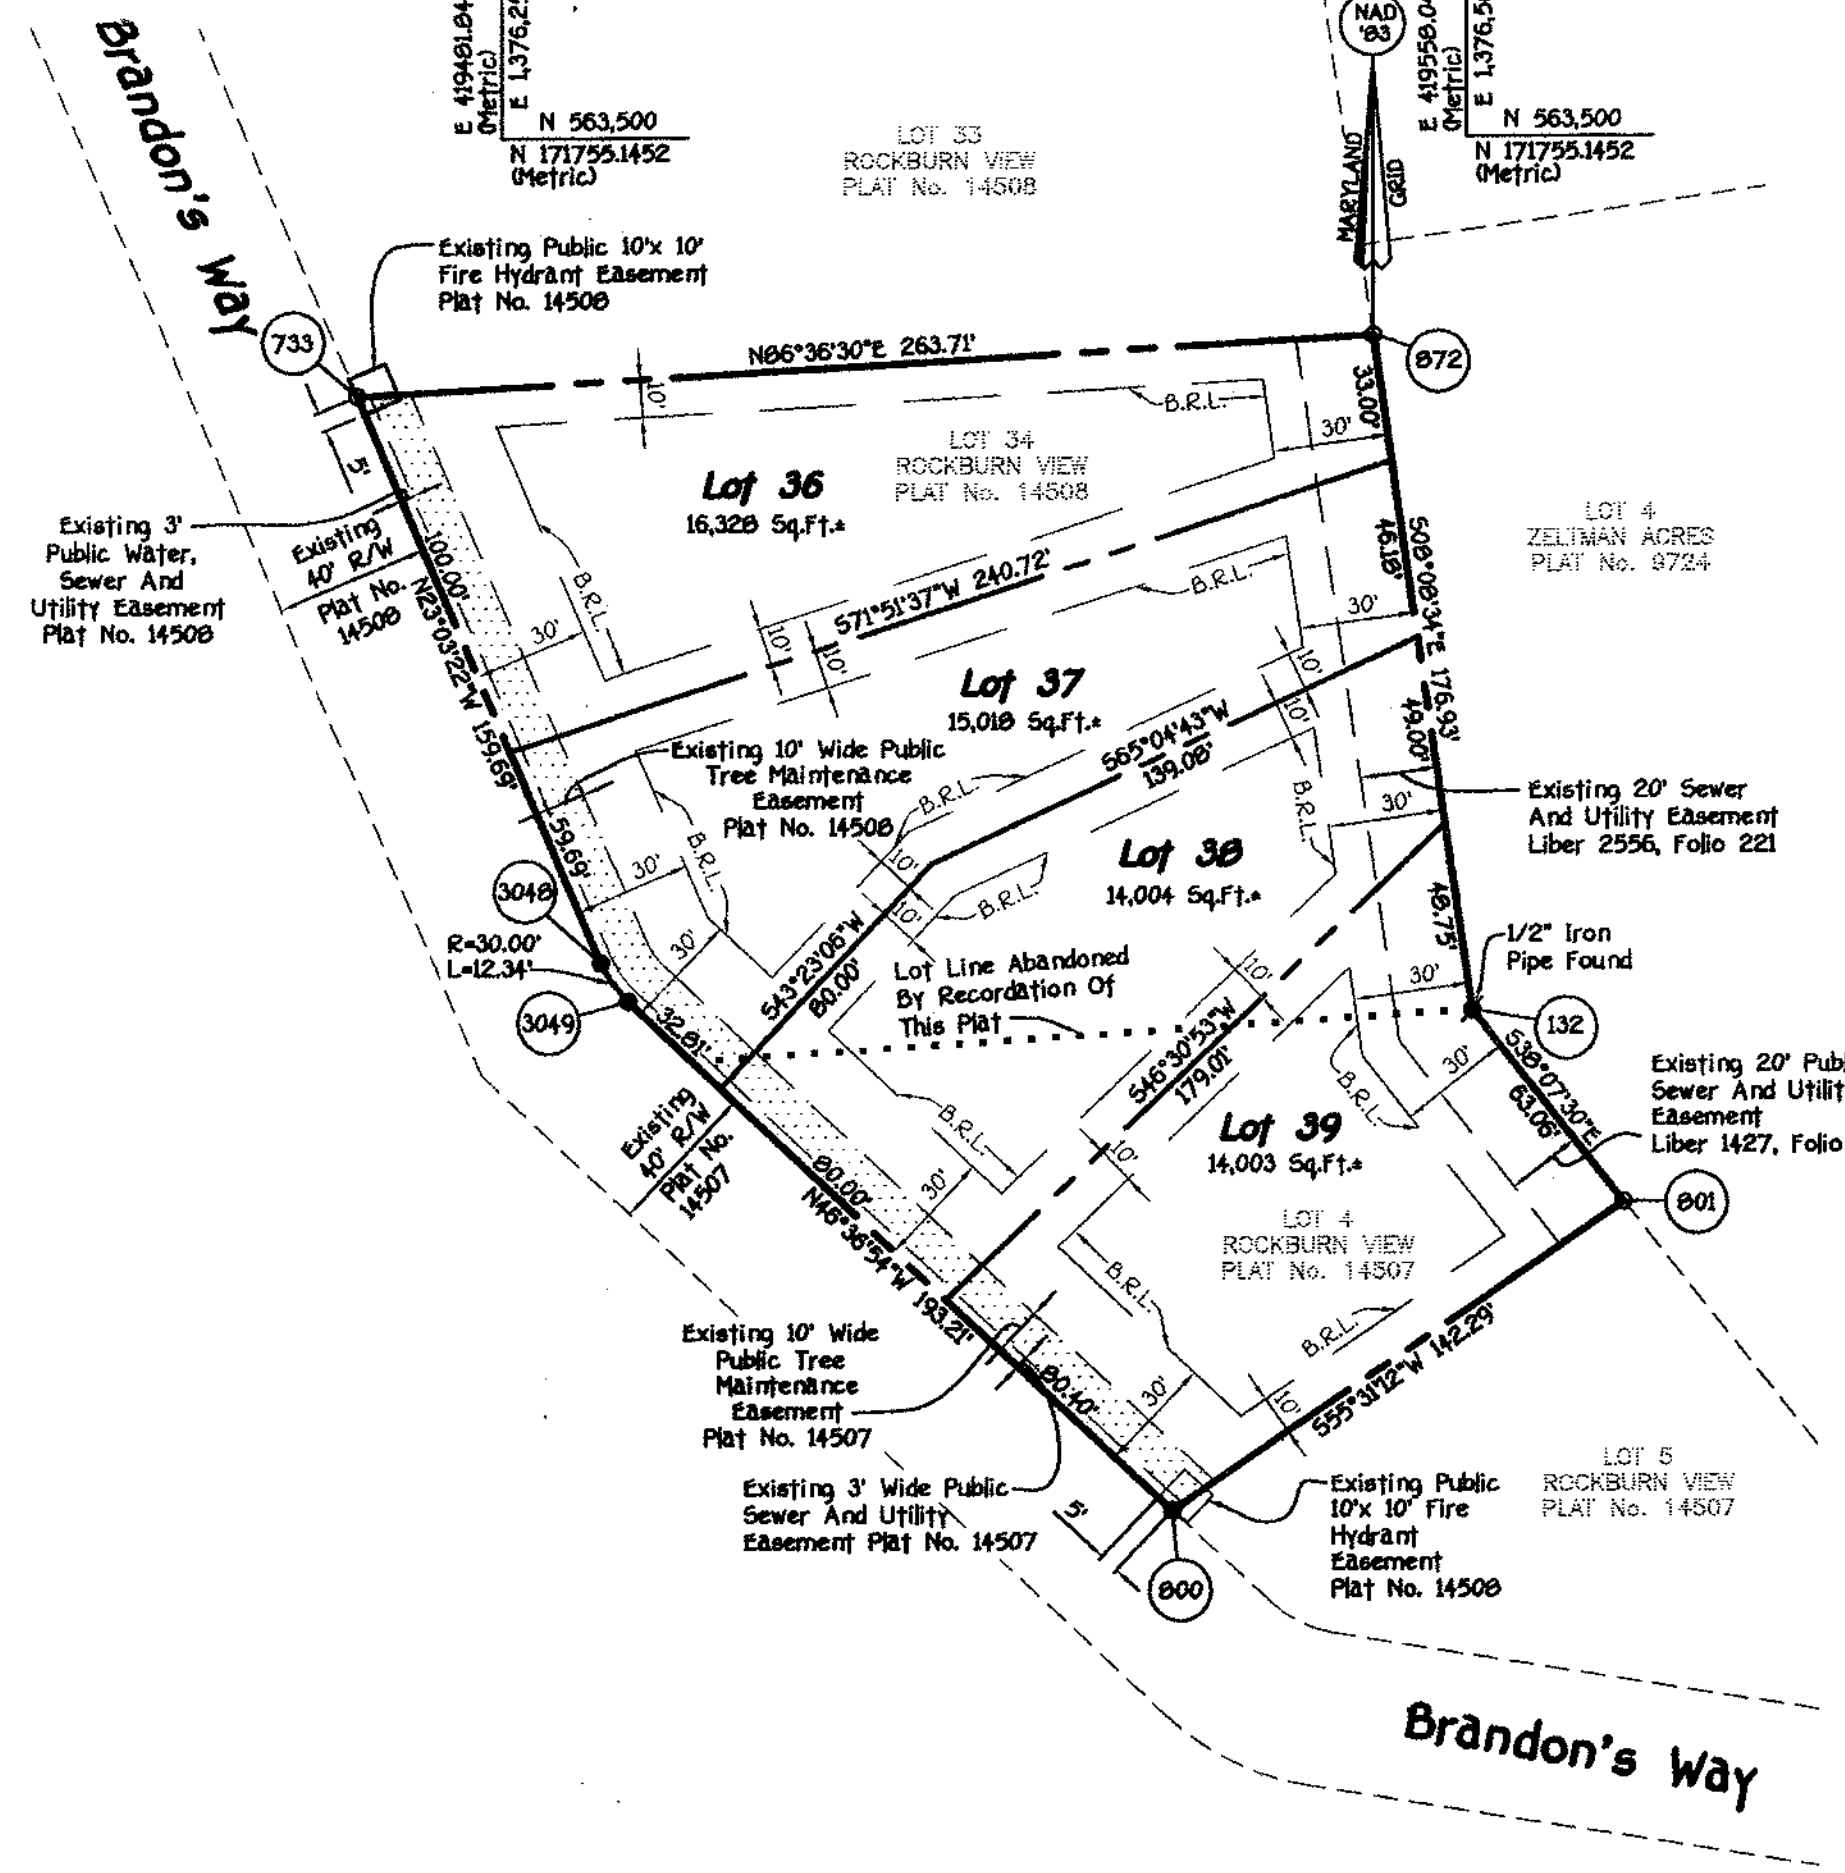 Brandon's Way
E 419481.84
(Metric)
N 563,500
N 171755.1452
(Metric)
LOT 33
ROCKBURN VIEW
PLAT No. 14508
NAD
'83
MARYLAND
GRID
(Metric)
N 563,500
N 171755.1452
(Metric)
Existing Public 10'x 10'
Fire Hydrant Easement
Plat No. 14508
733
N86°36'30"E 263.71'
872
33.00'
10'
B.R.L.
30'
LOT 34
ROCKBURN VIEW
PLAT No. 14508
Lot 36
16,328 Sq.Ft.±
5'
Existing 3'
Public Water,
Sewer And
Utility Easement
Plat No. 14508
Existing
40' R/W
Plat No.
14508
100.00'
N23°03'22"W 159.69'
B.R.L.
30'
S71°51'37"W 240.72'
10'
10'
B.R.L.
30'
46.18'
S08°08'34"E 176.93'
LOT 4
ZELTMAN ACRES
PLAT No. 9724
Lot 37
15,018 Sq.Ft.±
10'
10'
S65°04'43"W
139.08'
49.00'
Existing 10' Wide Public
Tree Maintenance
Easement
Plat No. 14508
B.R.L.
B.R.L.
B.R.L.
30'
Existing 20' Sewer
And Utility Easement
Liber 2556, Folio 221
59.69'
30'
3048
R=30.00'
L=12.34'
3049
30'
10'
10'
B.R.L.
Lot 38
14,004 Sq.Ft.±
48.75'
1/2" Iron
Pipe Found
S43°23'06"W
80.00'
Lot Line Abandoned
By Recordation Of
This Plat
10'
30'
132
32.81'
S46°30'53"W
179.01'
30'
S38°07'30"E
63.06'
Existing 20'
Sewer And
Easement
Liber 1427, Folio
B.R.L.
Existing
40' R/W
Plat No.
14507
B.R.L.
10'
Lot 39
14,003 Sq.Ft.±
80.00'
30'
N46°36'54"W 193.21'
801
LOT 4
ROCKBURN VIEW
PLAT No. 14507
B.R.L.
B.R.L.
Existing 10' Wide
Public Tree
Maintenance
Easement
Plat No. 14507
80.40'
30'
10'
S55°31'12"W 142.29'
Existing 3' Wide Public
Sewer And Utility
Easement Plat No. 14507
5'
800
Existing Public
10'x 10' Fire
Hydrant
Easement
Plat No. 14508
LOT 5
ROCKBURN VIEW
PLAT No. 14507
Brandon's Way